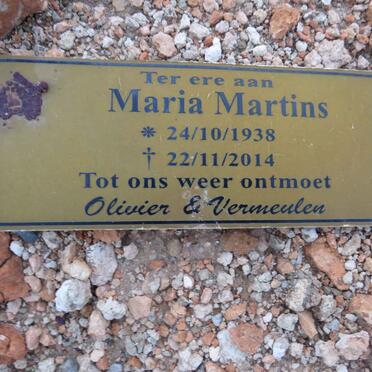 Ter ere aan
Maria Martins
* 24/10/1938
† 22/11/2014
Tot ons weer ontmoet
Olivier & Vermeulen